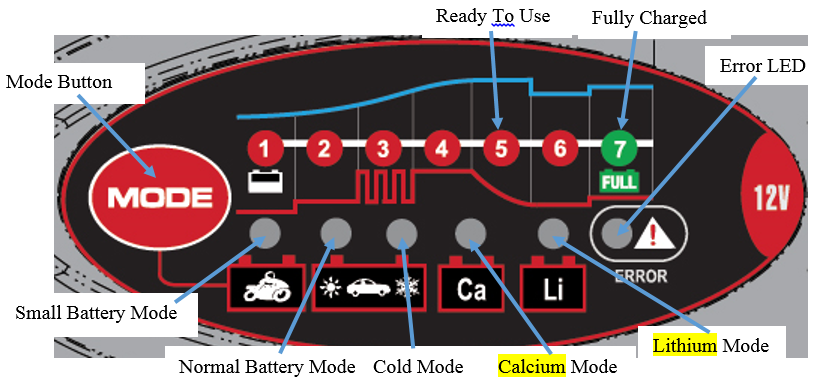 Ready To Use
Fully Charged
Error LED
Mode Button
1 2 3 4 5 6 7
FULL
MODE
12V
ERROR
Ca
Li
Small Battery Mode
Normal Battery Mode
Cold Mode
Calcium Mode
Lithium Mode